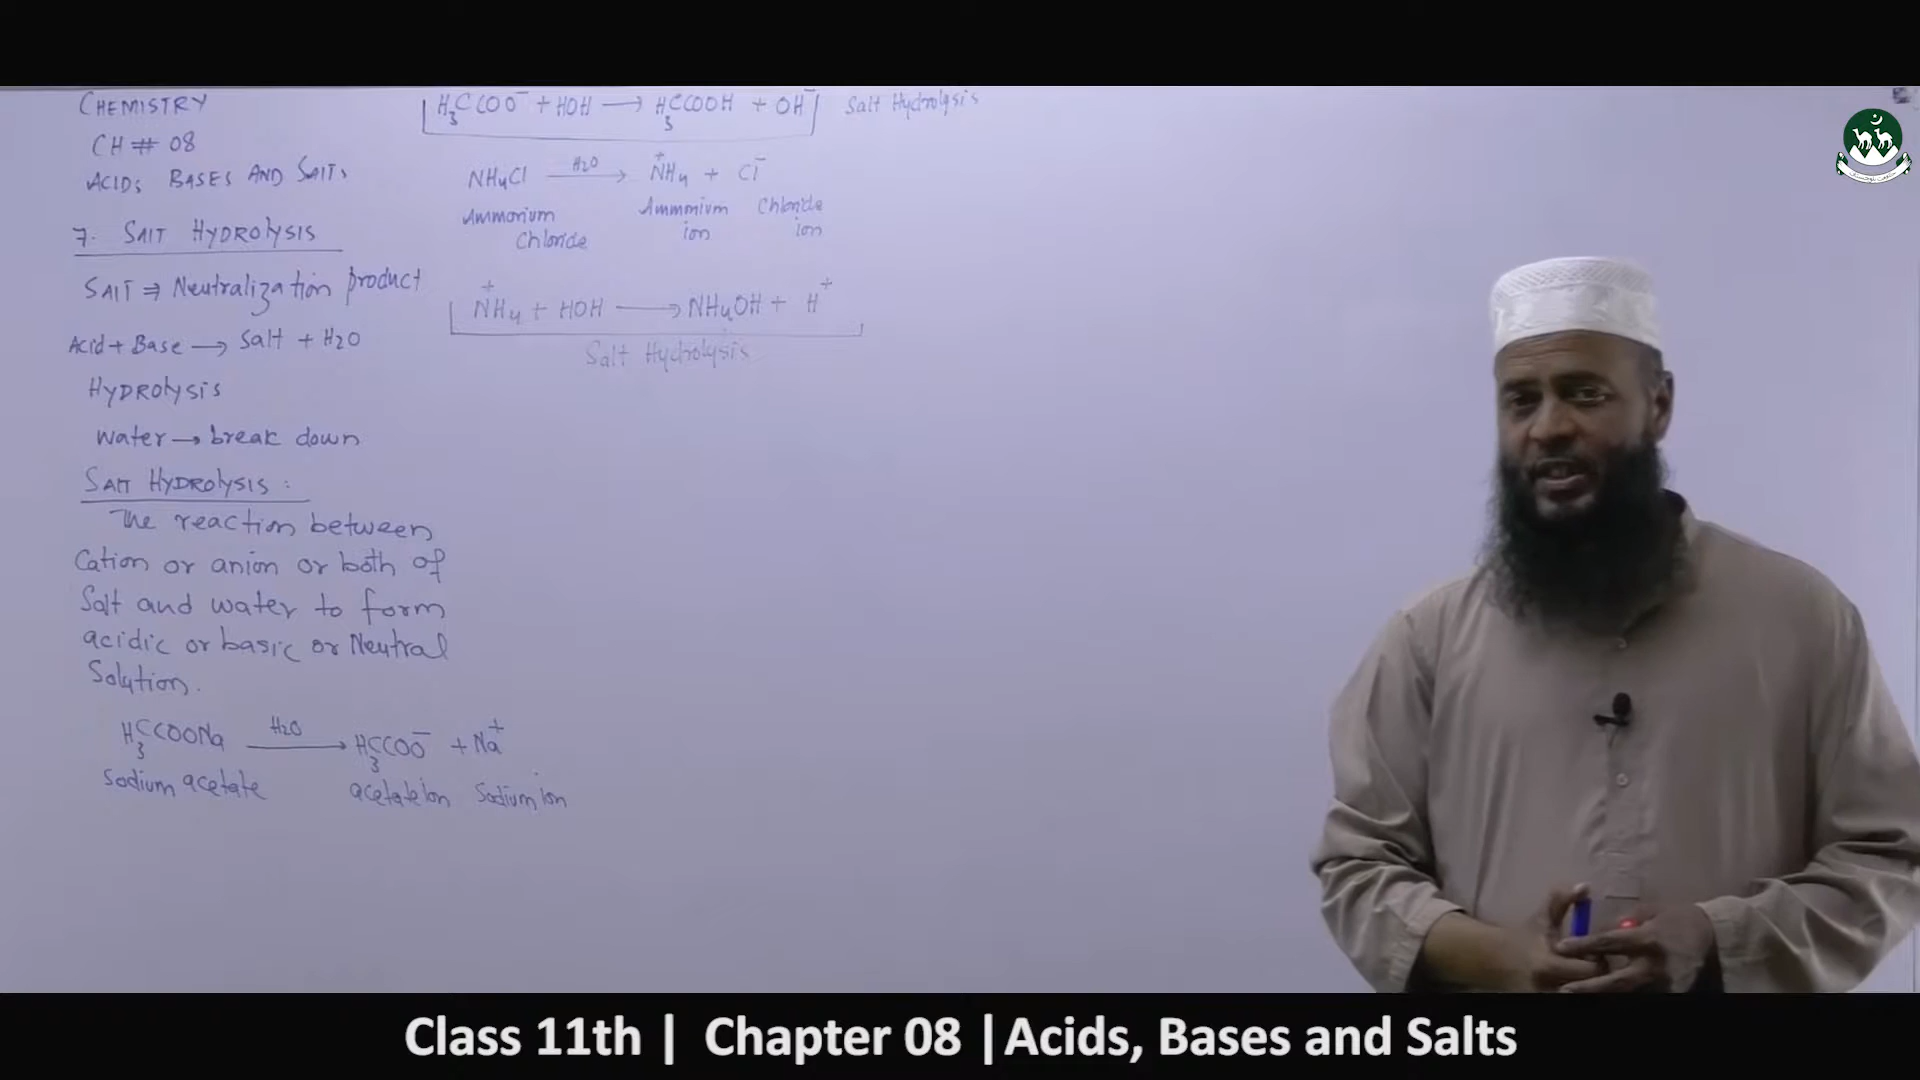 CHEMISTRY
CH # 08
ACIDS BASES AND SALTS
7. SALT HYDROLYSIS
SALT ⇒ Neutralization product
Acid + Base → Salt + H2O
HYDROlySiS
Water → break down
SALT HYDROLYSIS :
The reaction between
Cation or anion or both of
Salt and water to form
acidic or basic or Neutral
Solution.
H3CCOONa H2O→ H3CCOO⁻ + Na⁺
Sodium acetate acetate ion Sodium ion
H3CCOO⁻ + HOH → H3CCOOH + OH⁻ Salt Hydrolysis
NH4Cl H2O→ NH4⁺ + Cl⁻
Ammonium Ammmium Chloride
Chloride ion ion
NH4⁺ + HOH → NH4OH + H⁺
Salt Hydrolysis
Class 11th | Chapter 08 | Acids, Bases and Salts